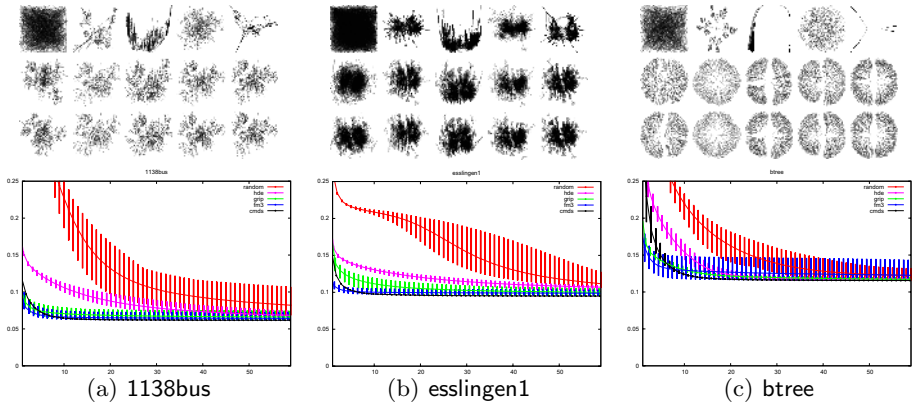 1138bus
0.25
0.2
0.15
0.1
0.05
0
10
20
30
40
50
random
hde
grip
fm3
cmds
(a) 1138bus
esslingen1
0.25
0.2
0.15
0.1
0.05
0
10
20
30
40
50
random
hde
grip
fm3
cmds
(b) esslingen1
btree
0.25
0.2
0.15
0.1
0.05
0
10
20
30
40
50
random
hde
grip
fm3
cmds
(c) btree